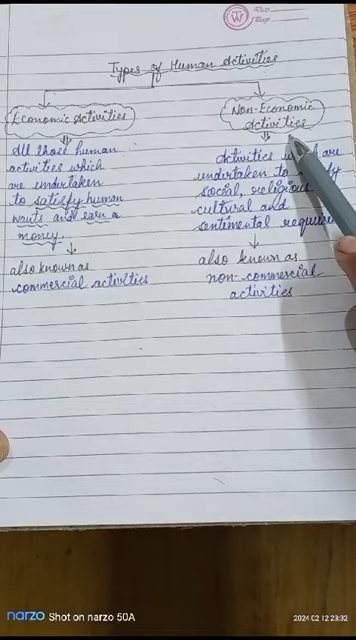 Date
Page
Types of Human Activities
Economic Activities
All those human
activities which
are undertaken
to satisfy human
wants and earn
money.
also known as
commercial activities
Non-Economic
Activities
Activities are
undertaken to
social, religious
cultural and
sentimental
also known as
non-commercial
activities
narzo Shot on narzo 50A
2024 02 12 23:32